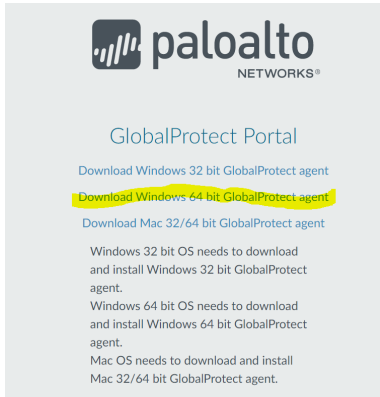 paloalto
NETWORKS®
GlobalProtect Portal
Download Windows 32 bit GlobalProtect agent
Download Windows 64 bit GlobalProtect agent
Download Mac 32/64 bit GlobalProtect agent
Windows 32 bit OS needs to download
and install Windows 32 bit GlobalProtect
agent.
Windows 64 bit OS needs to download
and install Windows 64 bit GlobalProtect
agent.
Mac OS needs to download and install
Mac 32/64 bit GlobalProtect agent.